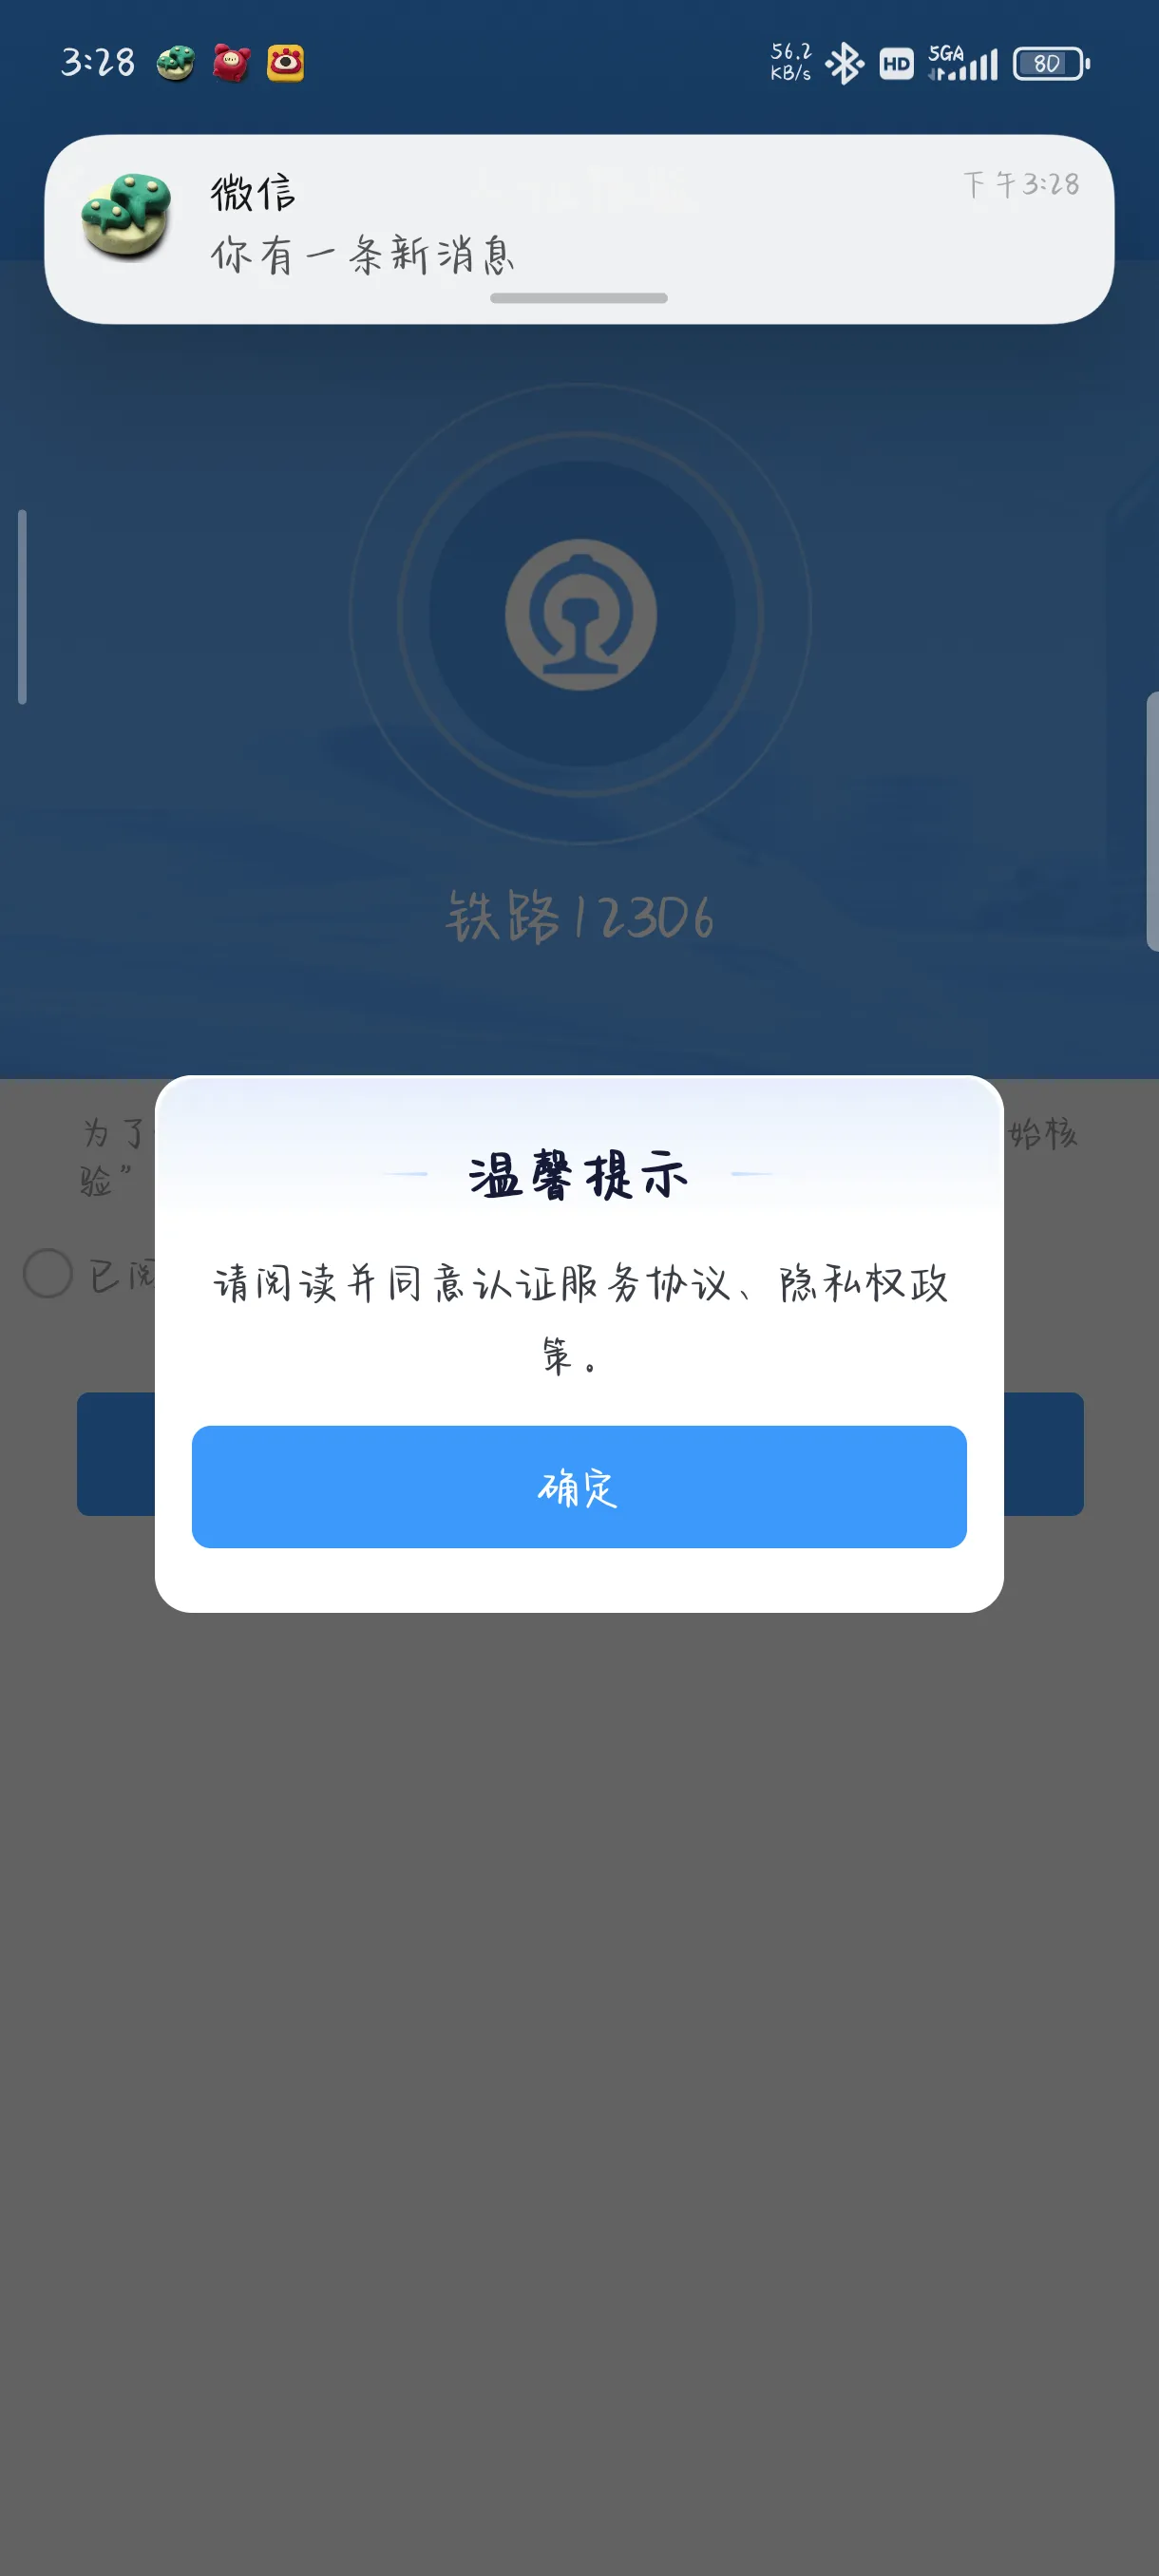 3:28
56.2
KB/s
HD
5GA
80
微信
下午3:28
你有一条新消息
铁路12306
为了
始核
验”
已阅
温馨提示
请阅读并同意认证服务协议、隐私权政
策。
确定